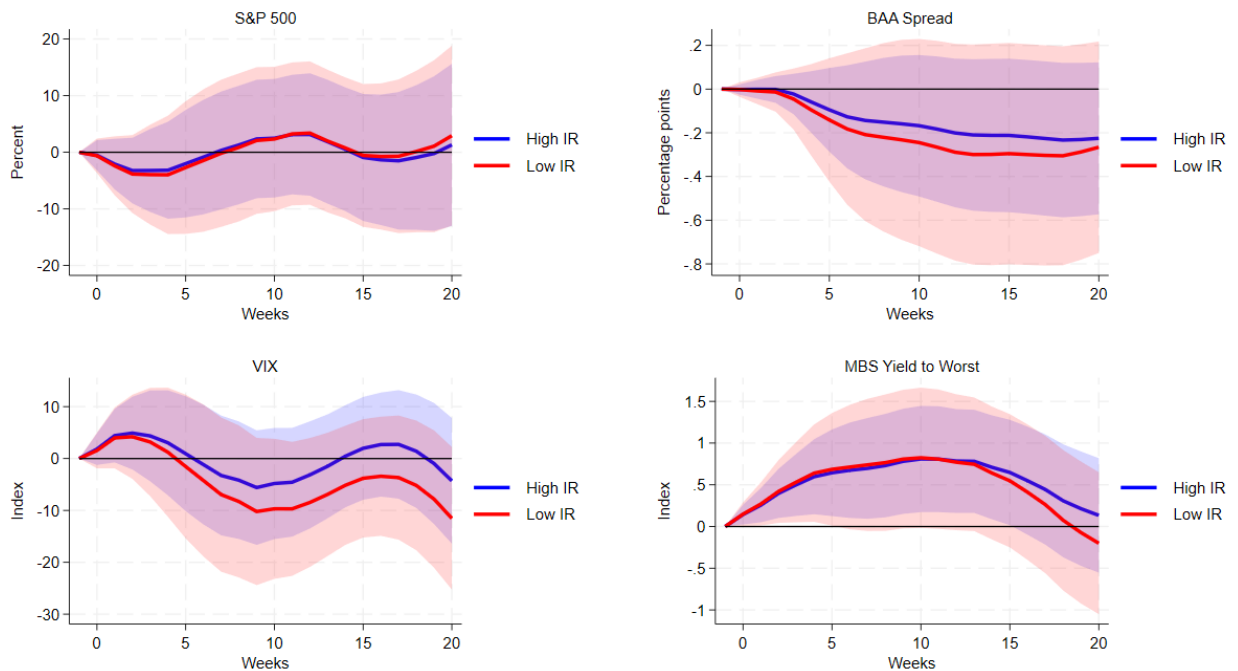 S&P 500
20
10
0
-10
-20
Percent
0 5 10 15 20
Weeks
High IR
Low IR
BAA Spread
.2
0
-.2
-.4
-.6
-.8
Percentage points
0 5 10 15 20
Weeks
High IR
Low IR
VIX
10
0
-10
-20
-30
Index
0 5 10 15 20
Weeks
High IR
Low IR
MBS Yield to Worst
1.5
1
.5
0
-.5
-1
Index
0 5 10 15 20
Weeks
High IR
Low IR